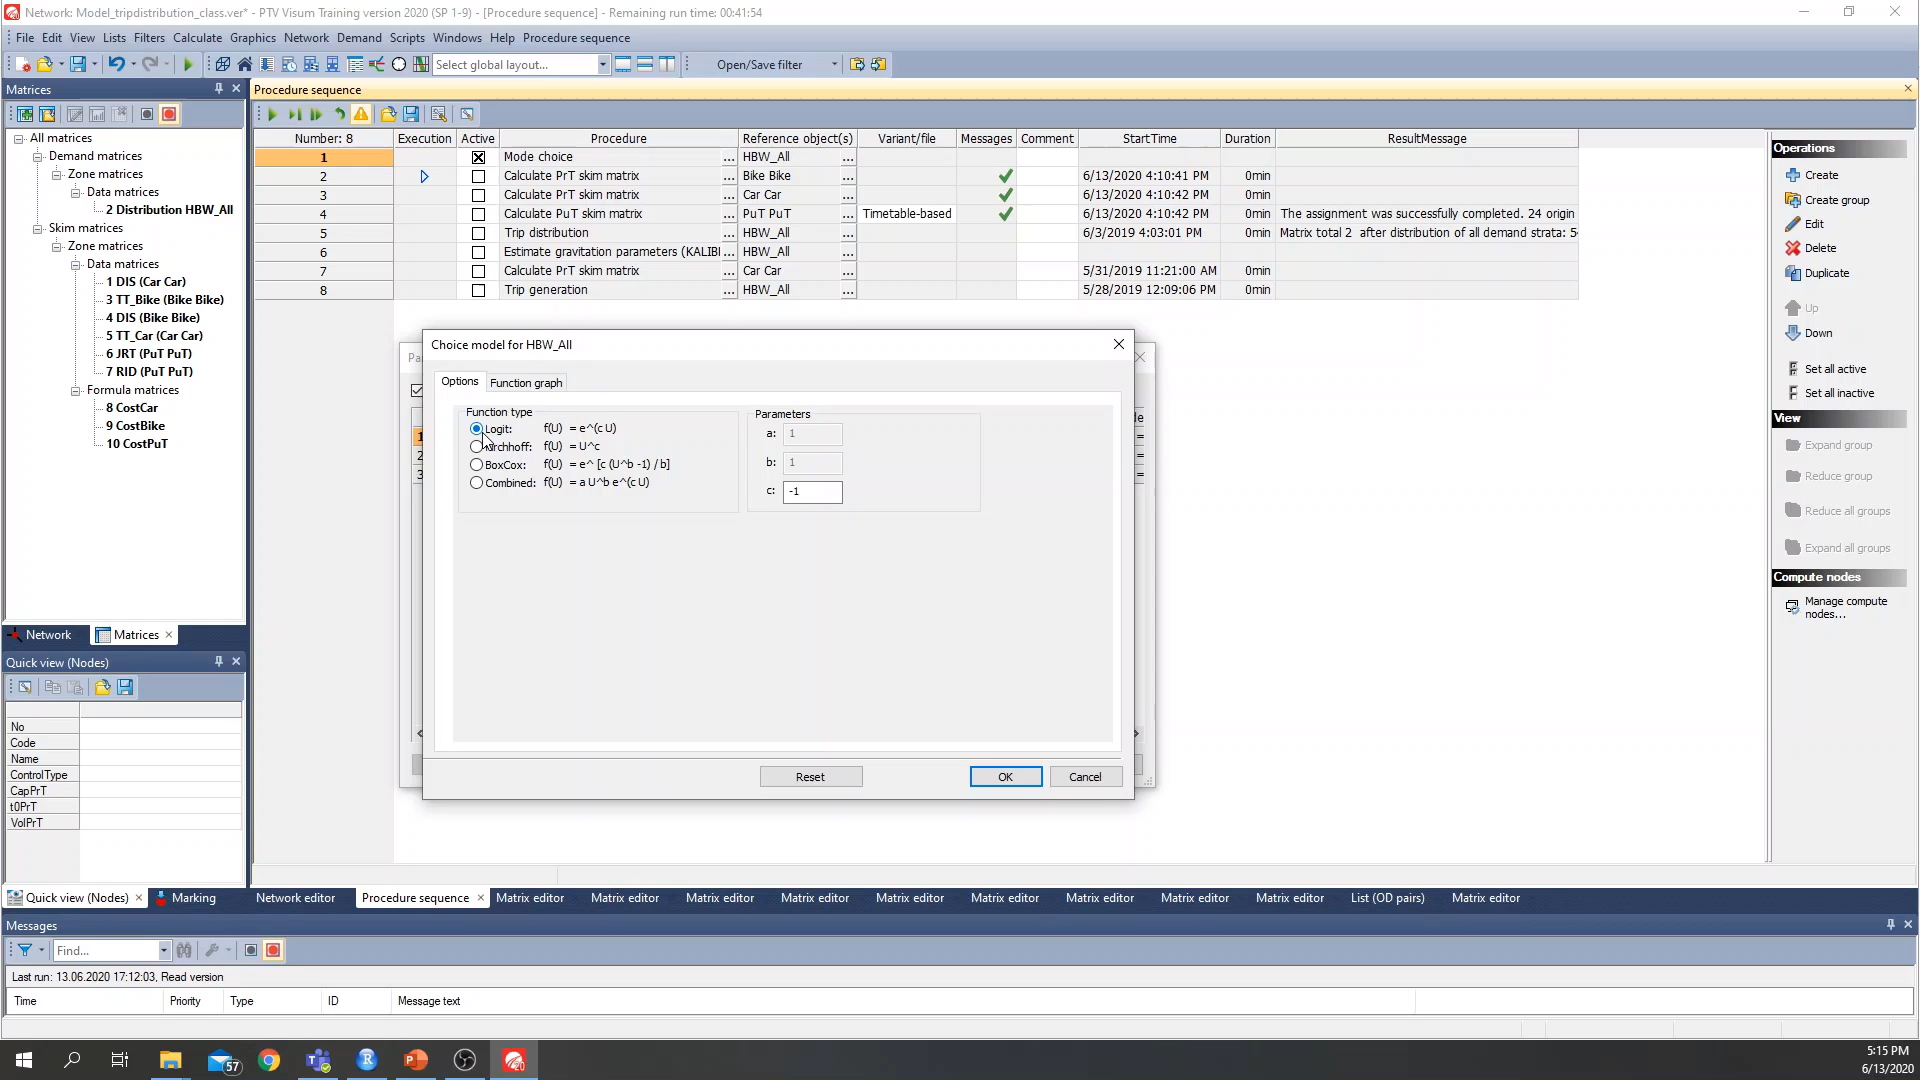 Network: Model_tripdistribution_class.ver* - PTV Visum Training version 2020 (SP 1-9) - [Procedure sequence] - Remaining run time: 00:41:54
File Edit View Lists Filters Calculate Graphics Network Demand Scripts Windows Help Procedure sequence
Select global layout...
Open/Save filter
Matrices
All matrices
Demand matrices
Zone matrices
Data matrices
2 Distribution HBW_All
Skim matrices
Zone matrices
Data matrices
1 DIS (Car Car)
3 TT_Bike (Bike Bike)
4 DIS (Bike Bike)
5 TT_Car (Car Car)
6 JRT (PuT PuT)
7 RID (PuT PuT)
Formula matrices
8 CostCar
9 CostBike
10 CostPuT
Network Matrices
Quick view (Nodes)
No
Code
Name
ControlType
CapPrT
t0PrT
VolPrT
Quick view (Nodes) Marking
Procedure sequence
Number: 8 Execution Active Procedure Reference object(s) Variant/file Messages Comment StartTime Duration ResultMessage
1 Mode choice ... HBW_All ...
2 Calculate PrT skim matrix ... Bike Bike ... 6/13/2020 4:10:41 PM 0min
3 Calculate PrT skim matrix ... Car Car ... 6/13/2020 4:10:42 PM 0min
4 Calculate PuT skim matrix ... PuT PuT ... Timetable-based 6/13/2020 4:10:42 PM 0min The assignment was successfully completed. 24 origin
5 Trip distribution ... HBW_All ... 6/3/2019 4:03:01 PM 0min Matrix total 2 after distribution of all demand strata: 5
6 Estimate gravitation parameters (KALIBI ... HBW_All ...
7 Calculate PrT skim matrix ... Car Car ... 5/31/2019 11:21:00 AM 0min
8 Trip generation ... HBW_All ... 5/28/2019 12:09:06 PM 0min
Pa
Choice model for HBW_All
Options Function graph
Function type
Logit: f(U) = e^(c U)
Kirchhoff: f(U) = U^c
BoxCox: f(U) = e^ [c (U^b -1) / b]
Combined: f(U) = a U^b e^(c U)
Parameters
a: 1
b: 1
c: -1
Reset OK Cancel
Operations
Create
Create group
Edit
Delete
Duplicate
Up
Down
Set all active
Set all inactive
View
Expand group
Reduce group
Reduce all groups
Expand all groups
Compute nodes
Manage compute
nodes...
Network editor Procedure sequence Matrix editor Matrix editor Matrix editor Matrix editor Matrix editor Matrix editor Matrix editor Matrix editor Matrix editor List (OD pairs) Matrix editor
Messages
Find...
Last run: 13.06.2020 17:12:03, Read version
Time Priority Type ID Message text
57
20
5:15 PM
6/13/2020